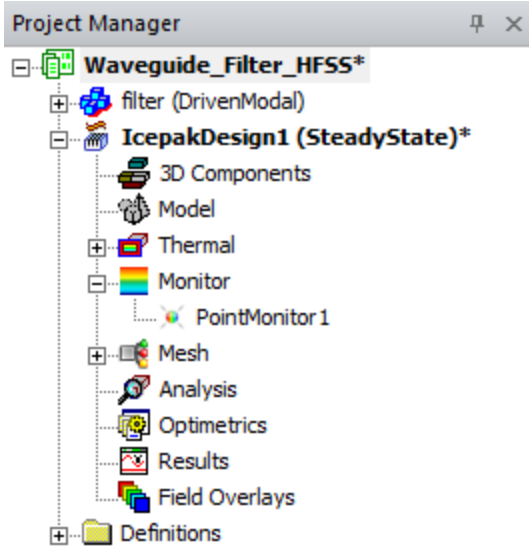 Project Manager
Waveguide_Filter_HFSS*
filter (DrivenModal)
IcepakDesign1 (SteadyState)*
3D Components
Model
Thermal
Monitor
PointMonitor1
Mesh
Analysis
Optimetrics
Results
Field Overlays
Definitions